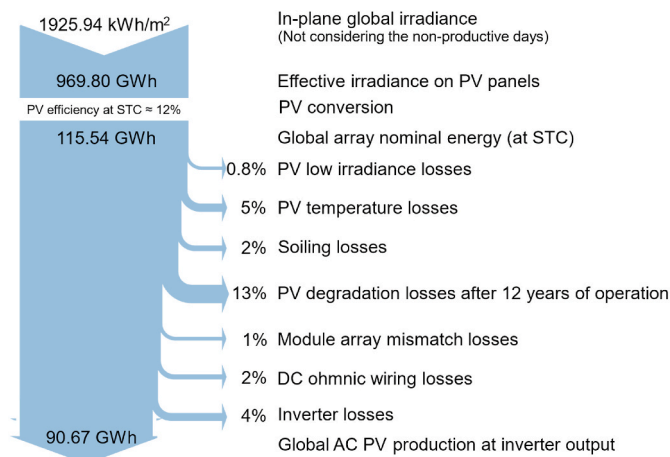 1925.94 kWh/m² In-plane global irradiance
(Not considering the non-productive days)
969.80 GWh Effective irradiance on PV panels
PV efficiency at STC ≈ 12% PV conversion
115.54 GWh Global array nominal energy (at STC)
0.8% PV low irradiance losses
5% PV temperature losses
2% Soiling losses
13% PV degradation losses after 12 years of operation
1% Module array mismatch losses
2% DC ohmnic wiring losses
4% Inverter losses
90.67 GWh Global AC PV production at inverter output